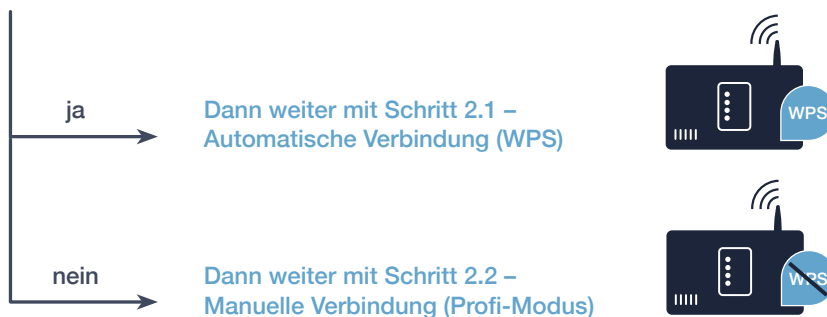 ja
Dann weiter mit Schritt 2.1 –
Automatische Verbindung (WPS)
WPS
nein
Dann weiter mit Schritt 2.2 –
Manuelle Verbindung (Profi-Modus)
WPS